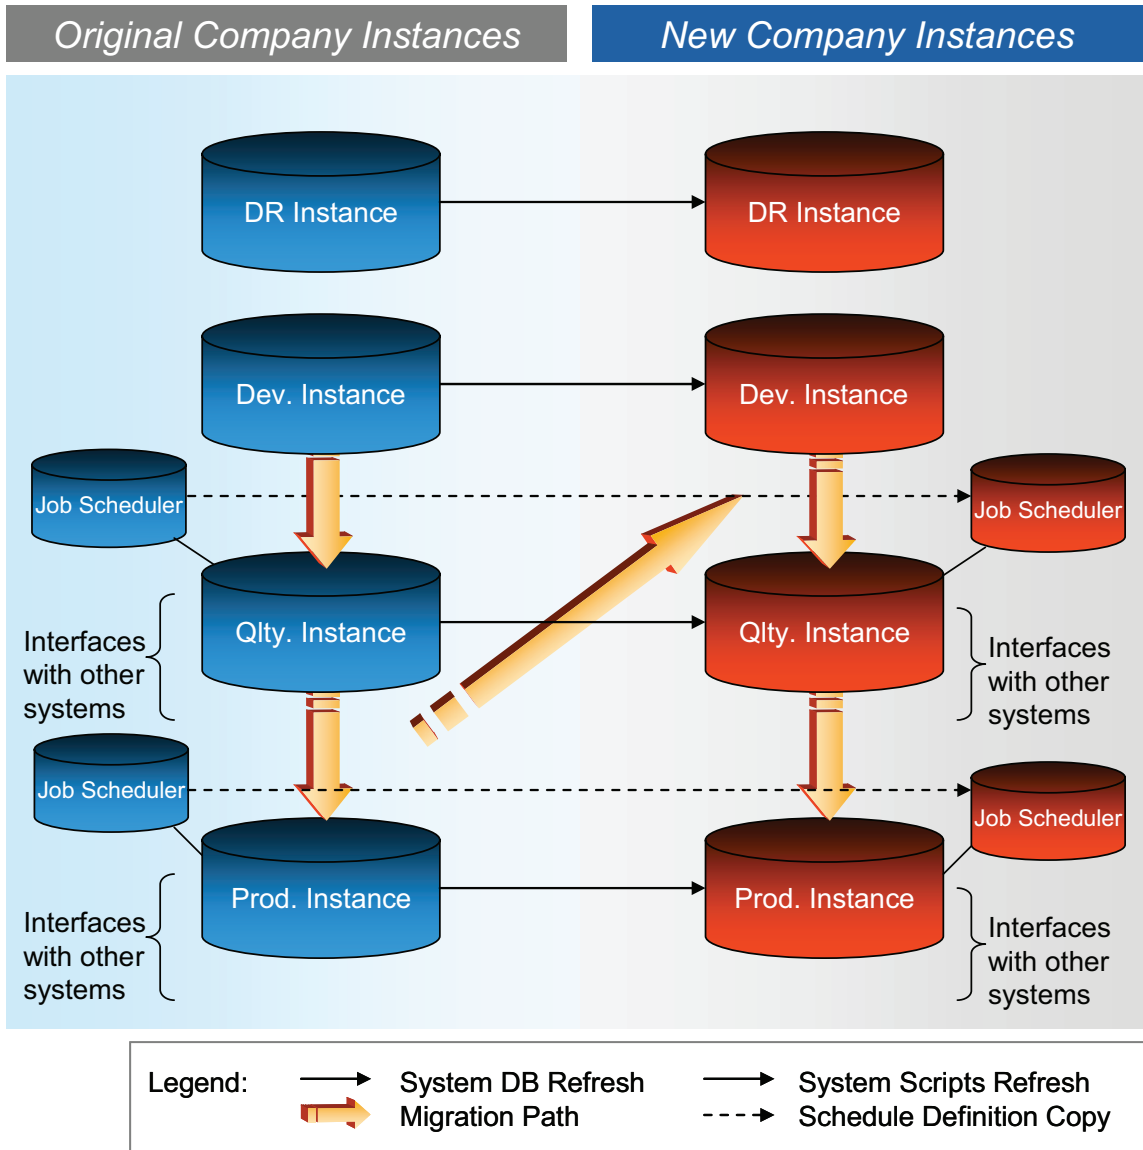 Original Company Instances
New Company Instances
DR Instance
DR Instance
Dev. Instance
Dev. Instance
Job Scheduler
Job Scheduler
Qlty. Instance
Qlty. Instance
Interfaces
with other
systems
Interfaces
with other
systems
Job Scheduler
Job Scheduler
Prod. Instance
Prod. Instance
Interfaces
with other
systems
Interfaces
with other
systems
Legend:
System DB Refresh
System Scripts Refresh
Migration Path
Schedule Definition Copy